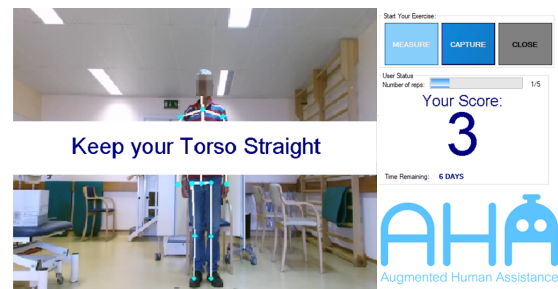 Keep your Torso Straight
Start Your Exercise:
MEASURE
CAPTURE
CLOSE
User Status
Number of reps:
1/5
Your Score:
3
Time Remaining: 6 DAYS
AHA
Augmented Human Assistance